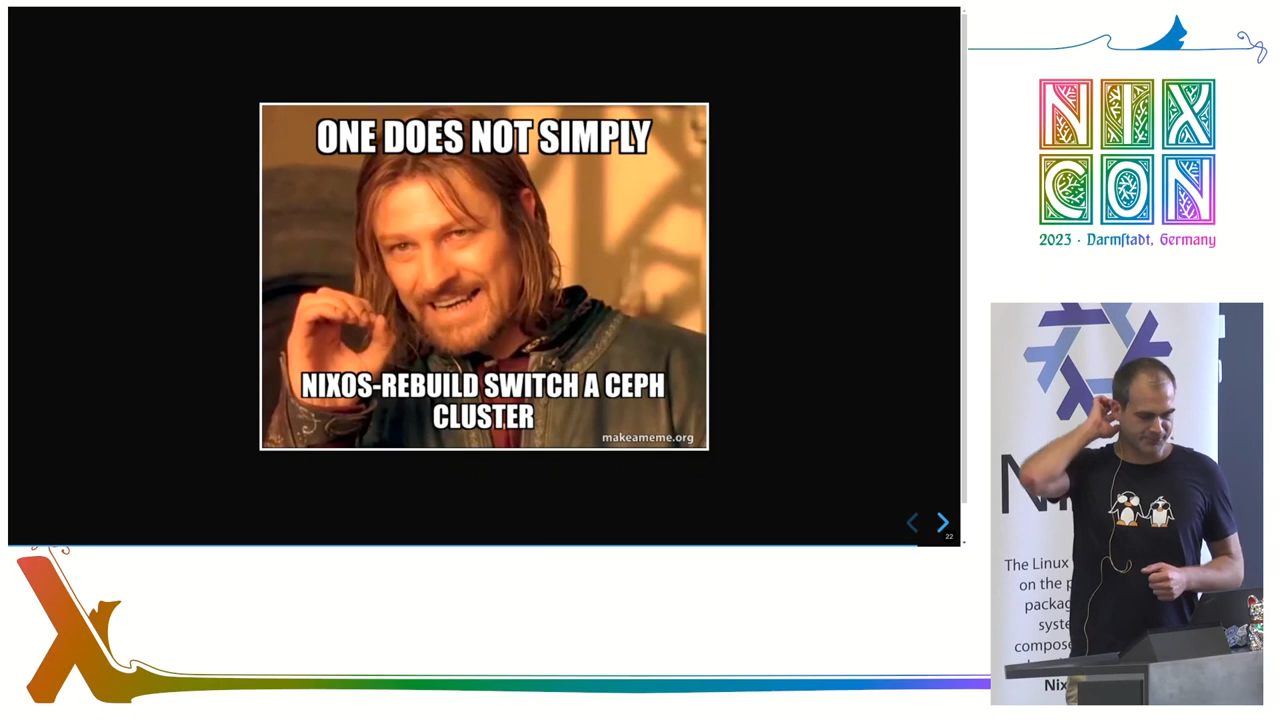 ONE DOES NOT SIMPLY
NIXOS-REBUILD SWITCH A CEPH
CLUSTER
makeameme.org
22
NIX
CON
2023 · Darmſtadt, Germany
The Linux
on the p
packag
syste
compose
Nix